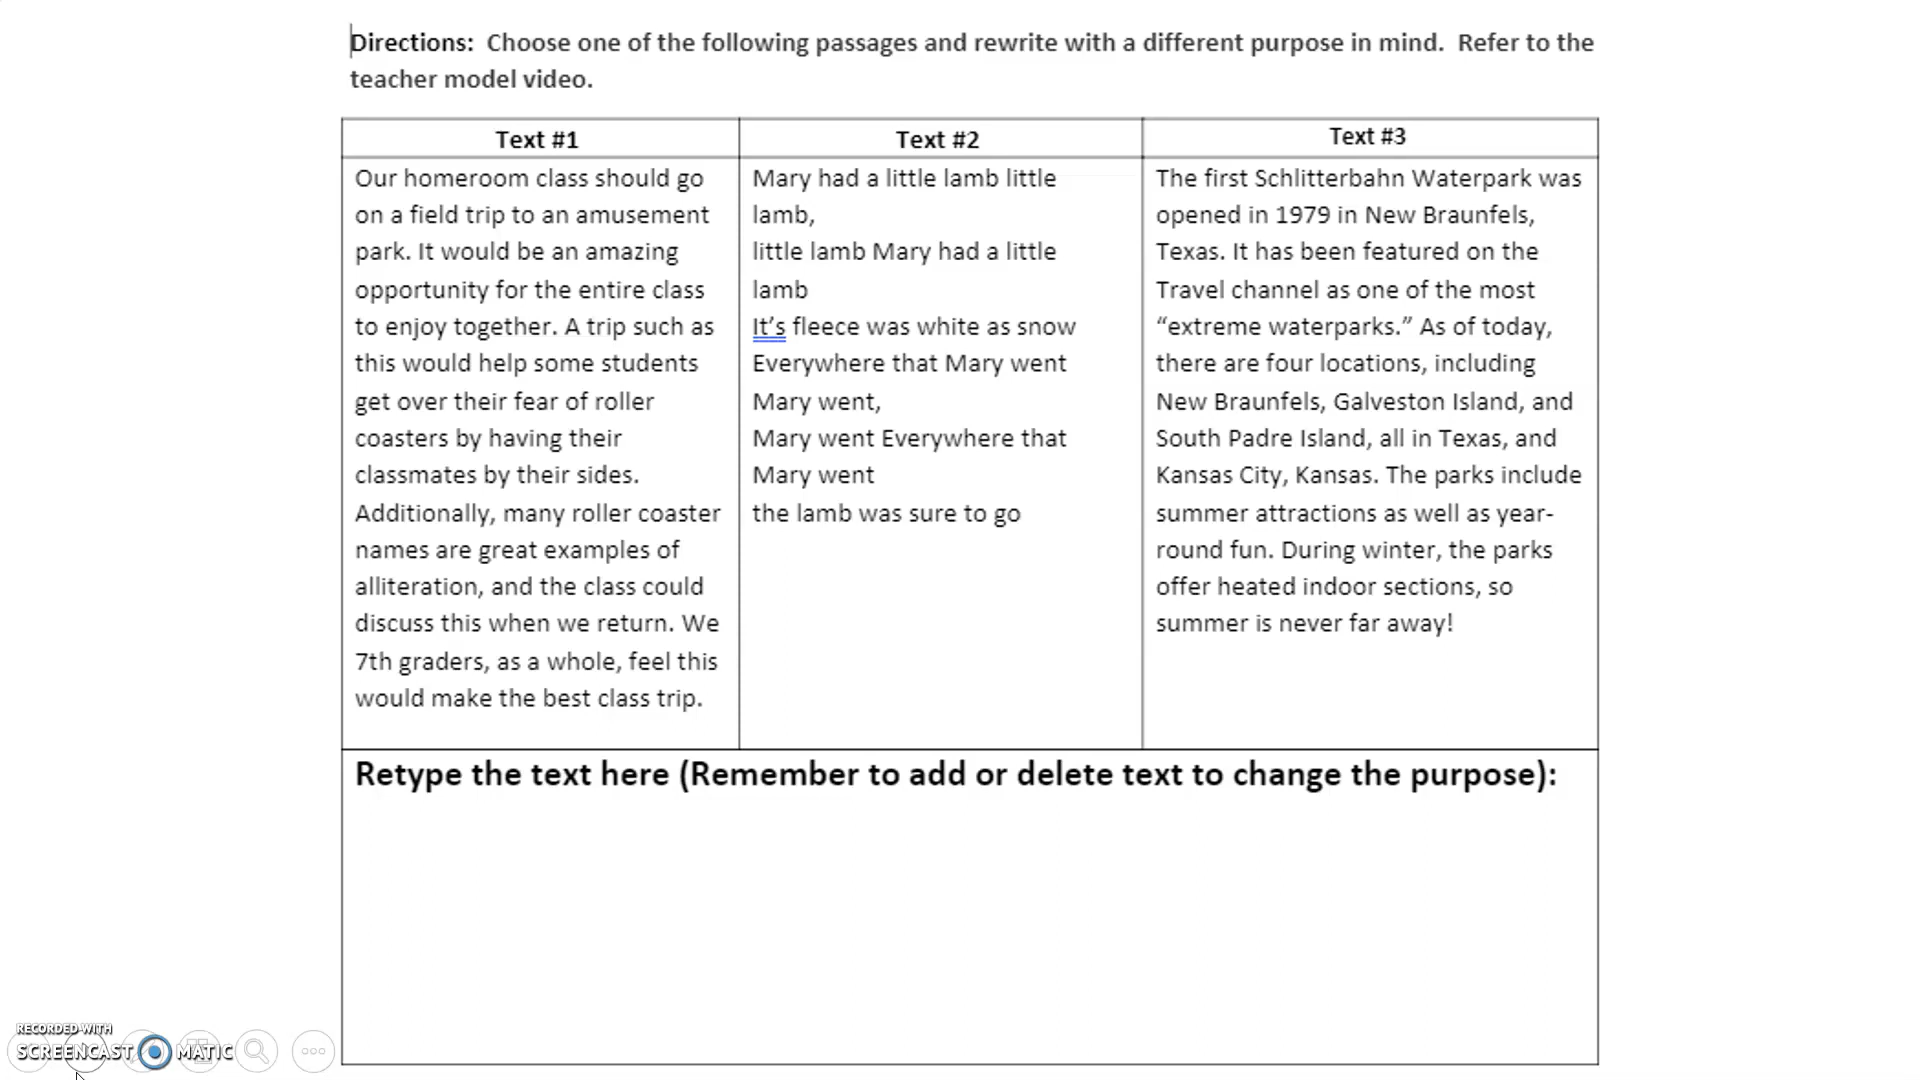 Directions:  Choose one of the following passages and rewrite with a different purpose in mind.  Refer to the
teacher model video.
Text #1
Our homeroom class should go
on a field trip to an amusement
park. It would be an amazing
opportunity for the entire class
to enjoy together. A trip such as
this would help some students
get over their fear of roller
coasters by having their
classmates by their sides.
Additionally, many roller coaster
names are great examples of
alliteration, and the class could
discuss this when we return. We
7th graders, as a whole, feel this
would make the best class trip.
Text #2
Mary had a little lamb little
lamb,
little lamb Mary had a little
lamb
It’s fleece was white as snow
Everywhere that Mary went
Mary went,
Mary went Everywhere that
Mary went
the lamb was sure to go
Text #3
The first Schlitterbahn Waterpark was
opened in 1979 in New Braunfels,
Texas. It has been featured on the
Travel channel as one of the most
“extreme waterparks.” As of today,
there are four locations, including
New Braunfels, Galveston Island, and
South Padre Island, all in Texas, and
Kansas City, Kansas. The parks include
summer attractions as well as year-
round fun. During winter, the parks
offer heated indoor sections, so
summer is never far away!
Retype the text here (Remember to add or delete text to change the purpose):
RECORDED WITH
SCREENCAST MATIC